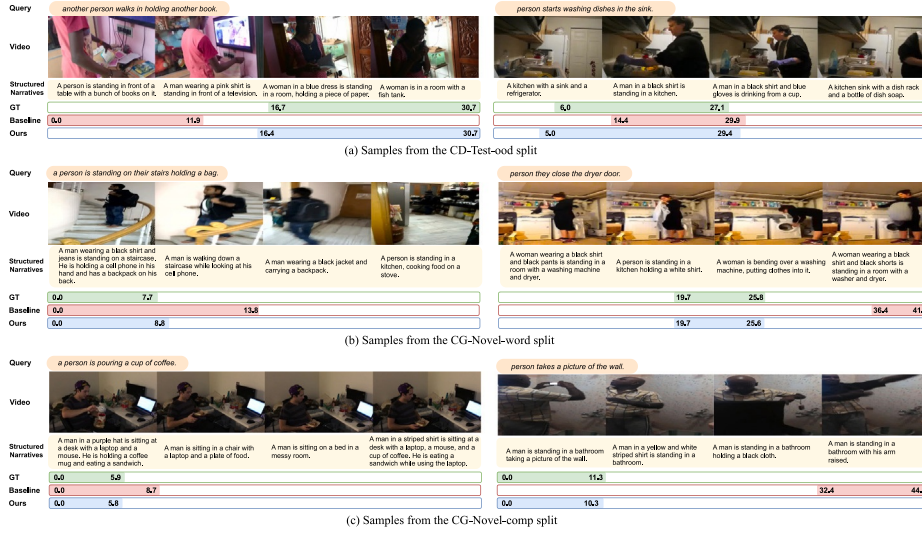 Query
another person walks in holding another book.
person starts washing dishes in the sink.
Video
Structured
Narratives
A person is standing in front of a
table with a bunch of books on it.
A man wearing a pink shirt is
standing in front of a television.
A woman in a blue dress is standing
in a room, holding a piece of paper.
A woman is in a room with a
fish tank.
A kitchen with a sink and a
refrigerator.
A man in a black shirt is
standing in a kitchen.
A man in a black shirt and blue
gloves is drinking from a cup.
A kitchen sink with a dish rack
and a bottle of dish soap.
GT
16.7 30.7
6.0 27.1
Baseline
0.0 11.9
14.4 29.9
Ours
16.4 30.7
5.0 29.4
(a) Samples from the CD-Test-ood split
Query
a person is standing on their stairs holding a bag.
person they close the dryer door.
Video
Structured
Narratives
A man wearing a black shirt and
jeans is standing on a staircase.
He is holding a cell phone in his
hand and has a backpack on his
back.
A man is walking down a
staircase while looking at his
cell phone.
A man wearing a black jacket and
carrying a backpack.
A person is standing in a
kitchen, cooking food on a
stove.
A woman wearing a black shirt
and black pants is standing in a
room with a washing machine
and dryer.
A person is standing in a
kitchen holding a white shirt.
A woman is bending over a washing
machine, putting clothes into it.
A woman wearing a black
shirt and black shorts is
standing in a room with a
washer and dryer.
GT
0.0 7.7
19.7 25.8
Baseline
0.0 13.8
36.4 41.
Ours
0.0 8.8
19.7 25.6
(b) Samples from the CG-Novel-word split
Query
a person is pouring a cup of coffee.
person takes a picture of the wall.
Video
Structured
Narratives
A man in a purple hat is sitting at
a desk with a laptop and a
mouse. He is holding a coffee
mug and eating a sandwich.
A man is sitting in a chair with
a laptop and a plate of food.
A man is sitting on a bed in a
messy room.
A man in a striped shirt is sitting at a
desk with a laptop, a mouse, and a
cup of coffee. He is eating a
sandwich while using the laptop.
A man is standing in a bathroom
taking a picture of the wall.
A man in a yellow and white
striped shirt is standing in a
bathroom.
A man is standing in a bathroom
holding a black cloth.
A man is standing in a
bathroom with his arm
raised.
GT
0.0 5.9
0.0 11.3
Baseline
0.0 8.7
32.4 44.
Ours
0.0 5.8
0.0 10.3
(c) Samples from the CG-Novel-comp split